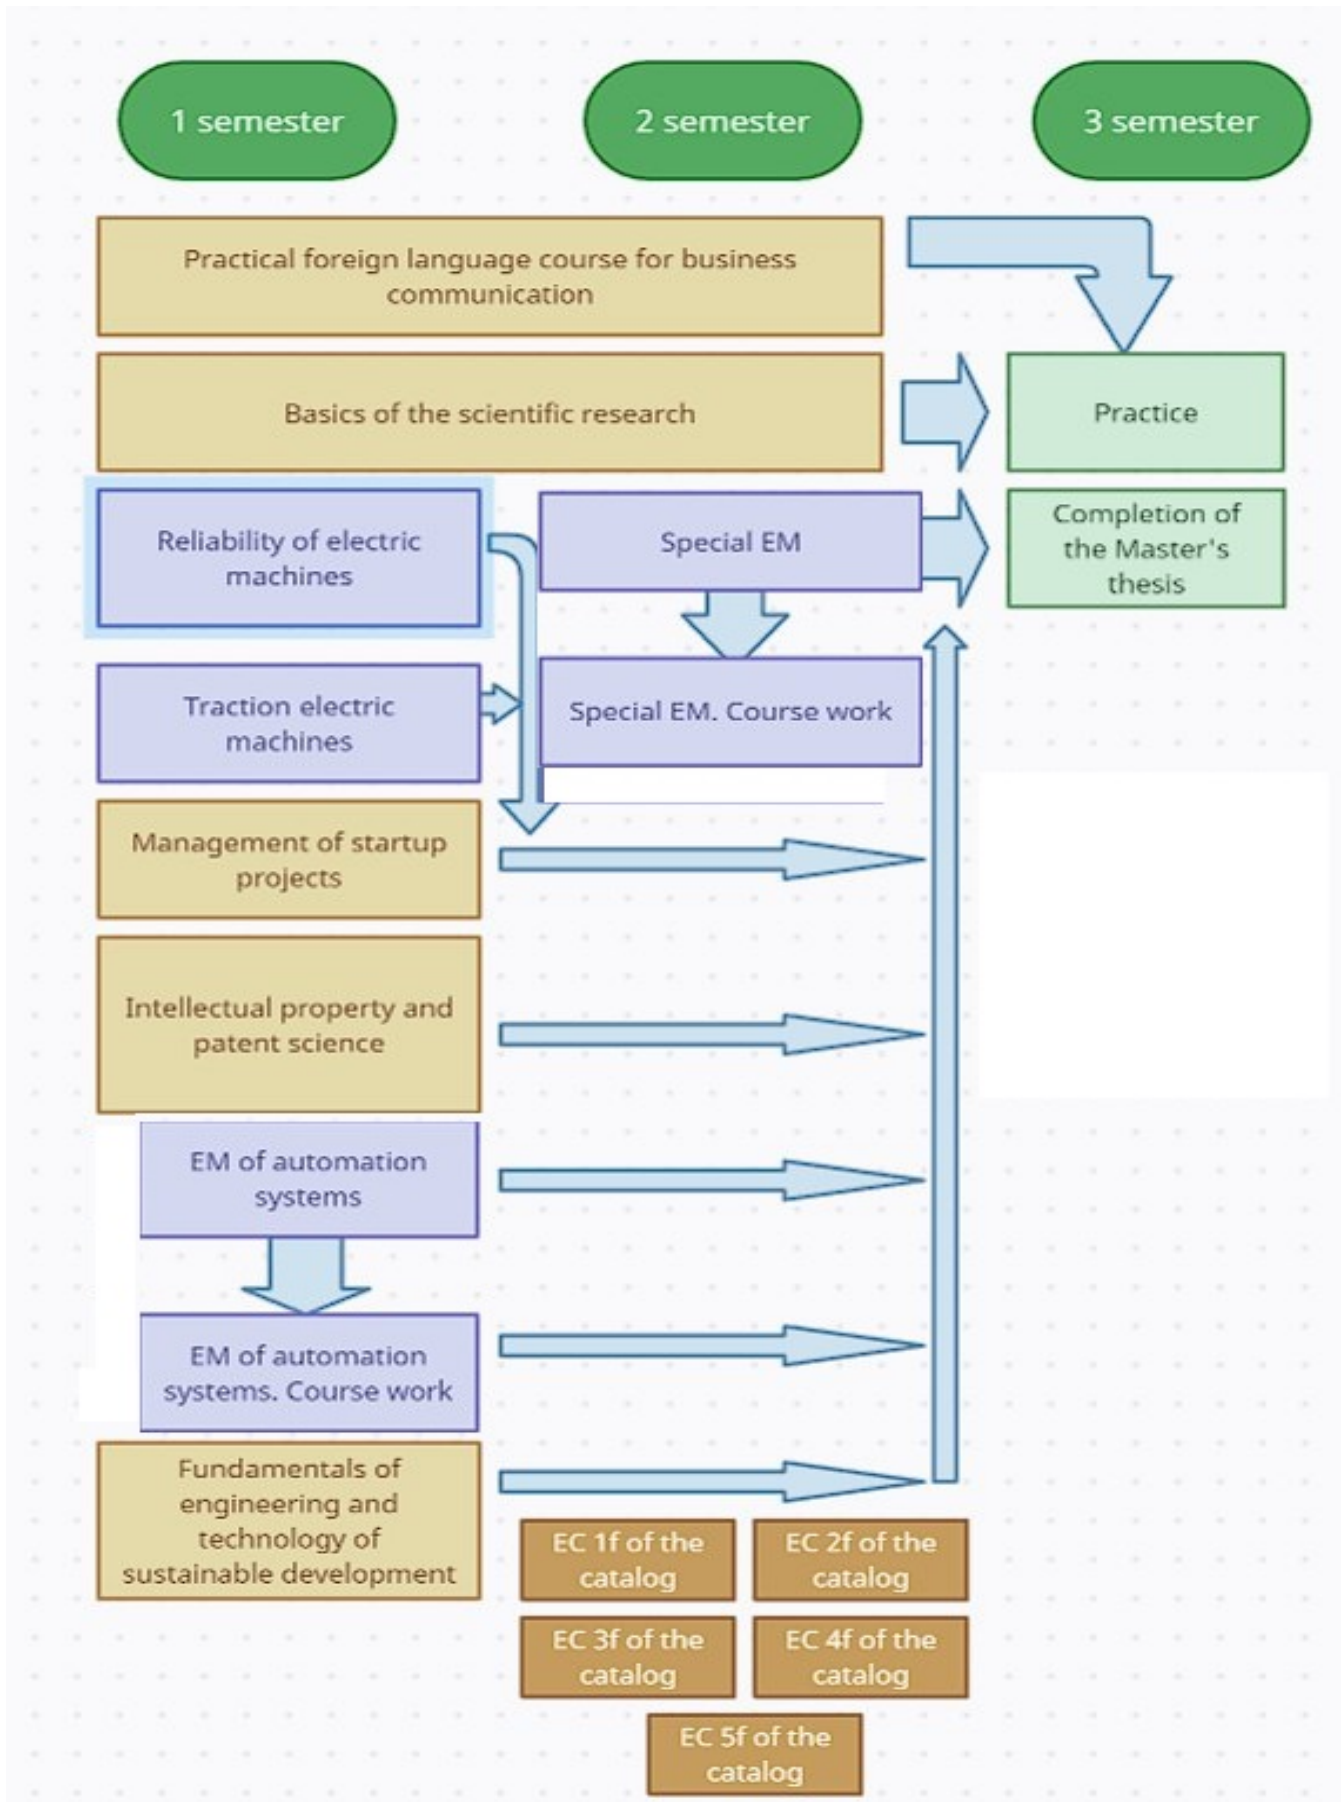 1 semester
2 semester
3 semester
Practical foreign language course for business
communication
Basics of the scientific research
Practice
Reliability of electric
machines
Special EM
Completion of
the Master's
thesis
Traction electric
machines
Special EM. Course work
Management of startup
projects
Intellectual property and
patent science
EM of automation
systems
EM of automation
systems. Course work
Fundamentals of
engineering and
technology of
sustainable development
EC 1f of the
catalog
EC 2f of the
catalog
EC 3f of the
catalog
EC 4f of the
catalog
EC 5f of the
catalog